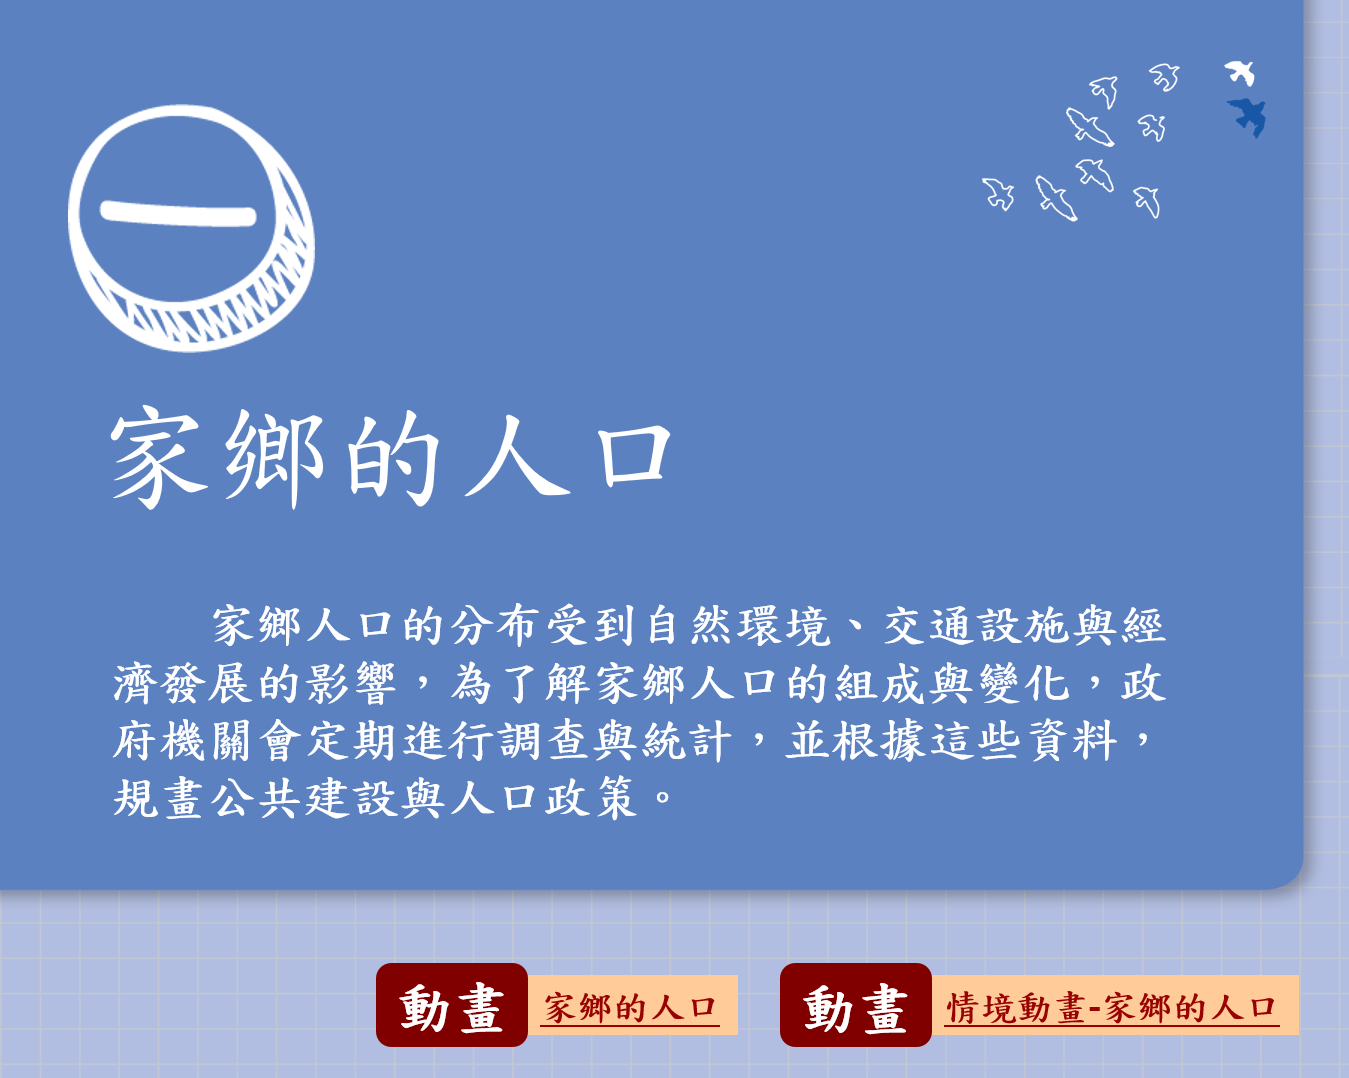 一
家鄉的人口
家鄉人口的分布受到自然環境、交通設施與經
濟發展的影響，為了解家鄉人口的組成與變化，政
府機關會定期進行調查與統計，並根據這些資料，
規畫公共建設與人口政策。
動畫 家鄉的人口
動畫 情境動畫-家鄉的人口